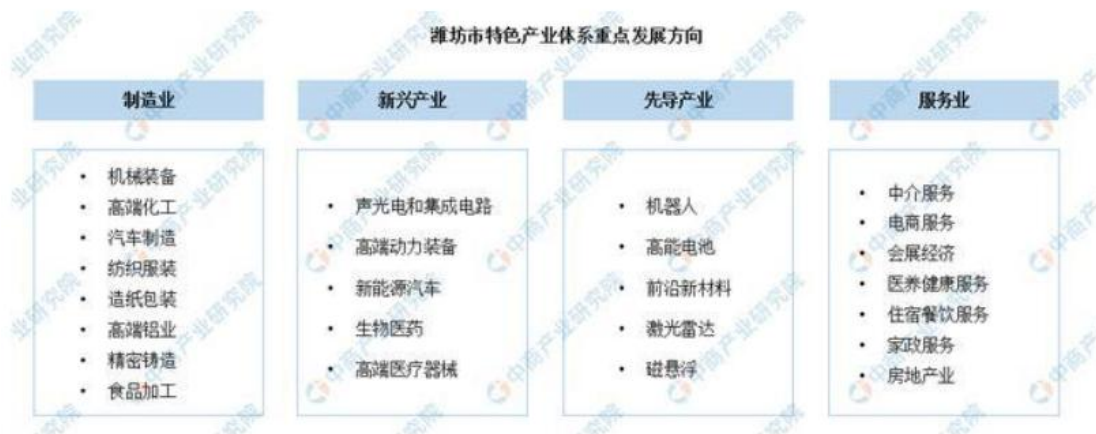 潍坊市特色产业体系重点发展方向
制造业
新兴产业
先导产业
服务业
• 机械装备
• 高端化工
• 汽车制造
• 纺织服装
• 造纸包装
• 高端铝业
• 精密铸造
• 食品加工
• 声光电和集成电路
• 高端动力装备
• 新能源汽车
• 生物医药
• 高端医疗器械
• 机器人
• 高能电池
• 前沿新材料
• 激光雷达
• 磁悬浮
• 中介服务
• 电商服务
• 会展经济
• 医养健康服务
• 住宿餐饮服务
• 家政服务
• 房地产业
中商产业研究院